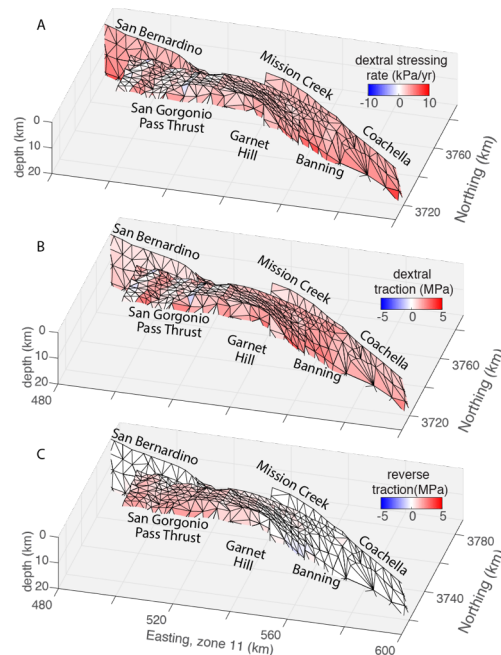 A
San Bernardino
Mission Creek
dextral stressing
rate (kPa/yr)
-10 0 10
San Gorgonio
Pass Thrust
Garnet
Hill
Banning
Coachella
depth (km)
0
10
20
3760
3720
Northing (km)
B
San Bernardino
Mission Creek
dextral
traction (MPa)
-5 0 5
San Gorgonio
Pass Thrust
Garnet
Hill
Banning
Coachella
depth (km)
0
10
20
480
3760
3720
Northing (km)
C
San Bernardino
Mission Creek
reverse
traction(MPa)
-5 0 5
San Gorgonio
Pass Thrust
Garnet
Hill
Banning
Coachella
depth (km)
0
10
20
480
520
560
600
Easting, zone 11 (km)
3780
3740
Northing (km)